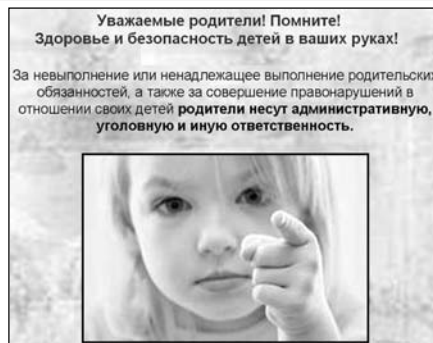 Уважаемые родители! Помните!
Здоровье и безопасность детей в ваших руках!
За невыполнение или ненадлежащее выполнение родительских
обязанностей, а также за совершение правонарушений в
отношении своих детей родители несут административную,
уголовную и иную ответственность.